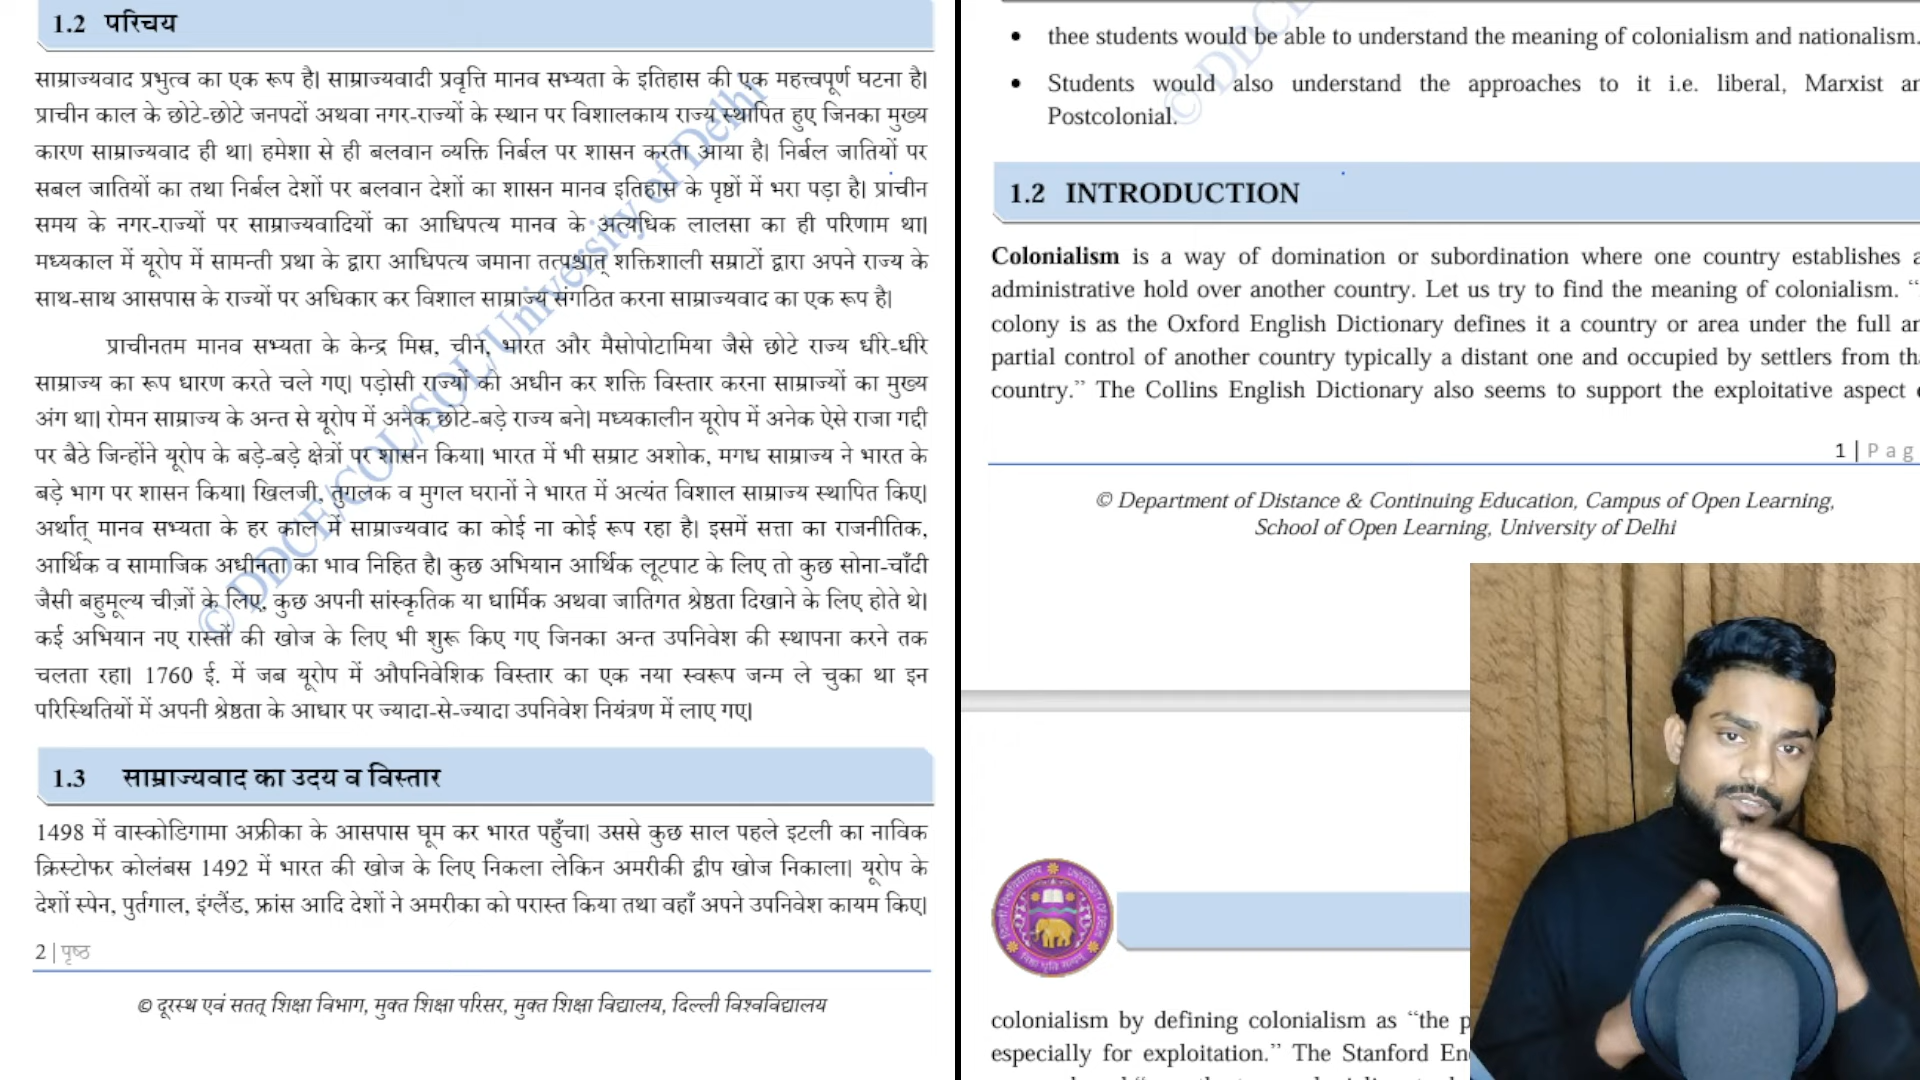 1.2 परिचय
साम्राज्यवाद प्रभुत्व का एक रूप है। साम्राज्यवादी प्रवृत्ति मानव सभ्यता के इतिहास की एक महत्त्वपूर्ण घटना है।
प्राचीन काल के छोटे-छोटे जनपदों अथवा नगर-राज्यों के स्थान पर विशालकाय राज्य स्थापित हुए जिनका मुख्य
कारण साम्राज्यवाद ही था। हमेशा से ही बलवान व्यक्ति निर्बल पर शासन करता आया है। निर्बल जातियों पर
सबल जातियों का तथा निर्बल देशों पर बलवान देशों का शासन मानव इतिहास के पृष्ठों में भरा पड़ा है। प्राचीन
समय के नगर-राज्यों पर साम्राज्यवादियों का आधिपत्य मानव के अत्यधिक लालसा का ही परिणाम था।
मध्यकाल में यूरोप में सामन्ती प्रथा के द्वारा आधिपत्य जमाना तत्पश्चात् शक्तिशाली सम्राटों द्वारा अपने राज्य के
साथ-साथ आसपास के राज्यों पर अधिकार कर विशाल साम्राज्य संगठित करना साम्राज्यवाद का एक रूप है।
प्राचीनतम मानव सभ्यता के केन्द्र मिस्र, चीन, भारत और मैसोपोटामिया जैसे छोटे राज्य धीरे-धीरे
साम्राज्य का रूप धारण करते चले गए। पड़ोसी राज्यों को अधीन कर शक्ति विस्तार करना साम्राज्यों का मुख्य
अंग था। रोमन साम्राज्य के अन्त से यूरोप में अनेक छोटे-बड़े राज्य बने। मध्यकालीन यूरोप में अनेक ऐसे राजा गद्दी
पर बैठे जिन्होंने यूरोप के बड़े-बड़े क्षेत्रों पर शासन किया। भारत में भी सम्राट अशोक, मगध साम्राज्य ने भारत के
बड़े भाग पर शासन किया। खिलजी, तुगलक व मुगल घरानों ने भारत में अत्यंत विशाल साम्राज्य स्थापित किए।
अर्थात् मानव सभ्यता के हर काल में साम्राज्यवाद का कोई ना कोई रूप रहा है। इसमें सत्ता का राजनीतिक,
आर्थिक व सामाजिक अधीनता का भाव निहित है। कुछ अभियान आर्थिक लूटपाट के लिए तो कुछ सोना-चाँदी
जैसी बहुमूल्य चीज़ों के लिए, कुछ अपनी सांस्कृतिक या धार्मिक अथवा जातिगत श्रेष्ठता दिखाने के लिए होते थे।
कई अभियान नए रास्तों की खोज के लिए भी शुरू किए गए जिनका अन्त उपनिवेश की स्थापना करने तक
चलता रहा। 1760 ई. में जब यूरोप में औपनिवेशिक विस्तार का एक नया स्वरूप जन्म ले चुका था इन
परिस्थितियों में अपनी श्रेष्ठता के आधार पर ज्यादा-से-ज्यादा उपनिवेश नियंत्रण में लाए गए।
1.3 साम्राज्यवाद का उदय व विस्तार
1498 में वास्कोडिगामा अफ्रीका के आसपास घूम कर भारत पहुँचा। उससे कुछ साल पहले इटली का नाविक
क्रिस्टोफर कोलंबस 1492 में भारत की खोज के लिए निकला लेकिन अमरीकी द्वीप खोज निकाला। यूरोप के
देशों स्पेन, पुर्तगाल, इंग्लैंड, फ्रांस आदि देशों ने अमरीका को परास्त किया तथा वहाँ अपने उपनिवेश कायम किए।
2 | पृष्ठ
© दूरस्थ एवं सतत् शिक्षा विभाग, मुक्त शिक्षा परिसर, मुक्त शिक्षा विद्यालय, दिल्ली विश्वविद्यालय
© DDCE/COL/SOL/University of Delhi
• thee students would be able to understand the meaning of colonialism and nationalism.
• Students would also understand the approaches to it i.e. liberal, Marxist
Postcolonial.
© DDCE
1.2 INTRODUCTION
Colonialism is a way of domination or subordination where one country establishes
administrative hold over another country. Let us try to find the meaning of colonialism. “
colony is as the Oxford English Dictionary defines it a country or area under the full
partial control of another country typically a distant one and occupied by settlers from
country.” The Collins English Dictionary also seems to support the exploitative aspect
1 | Pag
© Department of Distance & Continuing Education, Campus of Open Learning,
School of Open Learning, University of Delhi
colonialism by defining colonialism as “the
especially for exploitation.” The Stanford